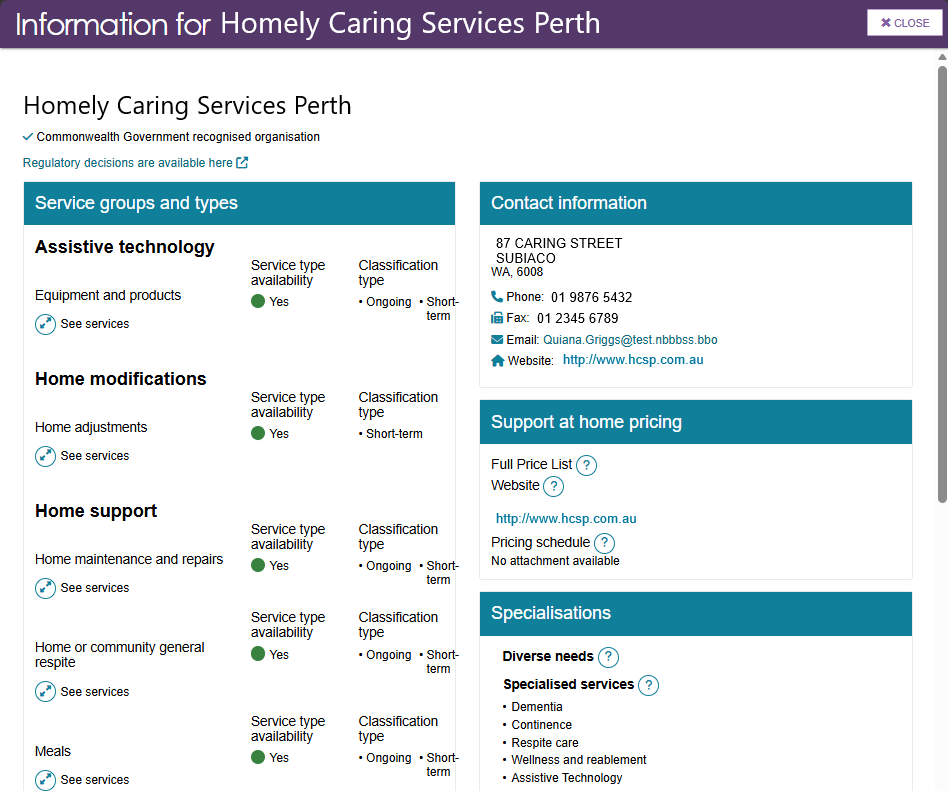 Information for Homely Caring Services Perth
CLOSE
Homely Caring Services Perth
Commonwealth Government recognised organisation
Regulatory decisions are available here
Service groups and types
Assistive technology
Service type
availability
Classification
type
Equipment and products
Yes
• Ongoing • Short-
term
See services
Home modifications
Service type
availability
Classification
type
Home adjustments
Yes
• Short-term
See services
Home support
Service type
availability
Classification
type
Home maintenance and repairs
Yes
• Ongoing • Short-
term
See services
Service type
availability
Classification
type
Home or community general
respite
Yes
• Ongoing • Short-
term
See services
Service type
availability
Classification
type
Meals
Yes
• Ongoing • Short-
term
See services
Contact information
87 CARING STREET
SUBIACO
WA, 6008
Phone: 01 9876 5432
Fax: 01 2345 6789
Email: Quiana.Griggs@test.nbbbss.bbo
Website: http://www.hcsp.com.au
Support at home pricing
Full Price List ?
Website ?
http://www.hcsp.com.au
Pricing schedule ?
No attachment available
Specialisations
Diverse needs ?
Specialised services ?
• Dementia
• Continence
• Respite care
• Wellness and reablement
• Assistive Technology